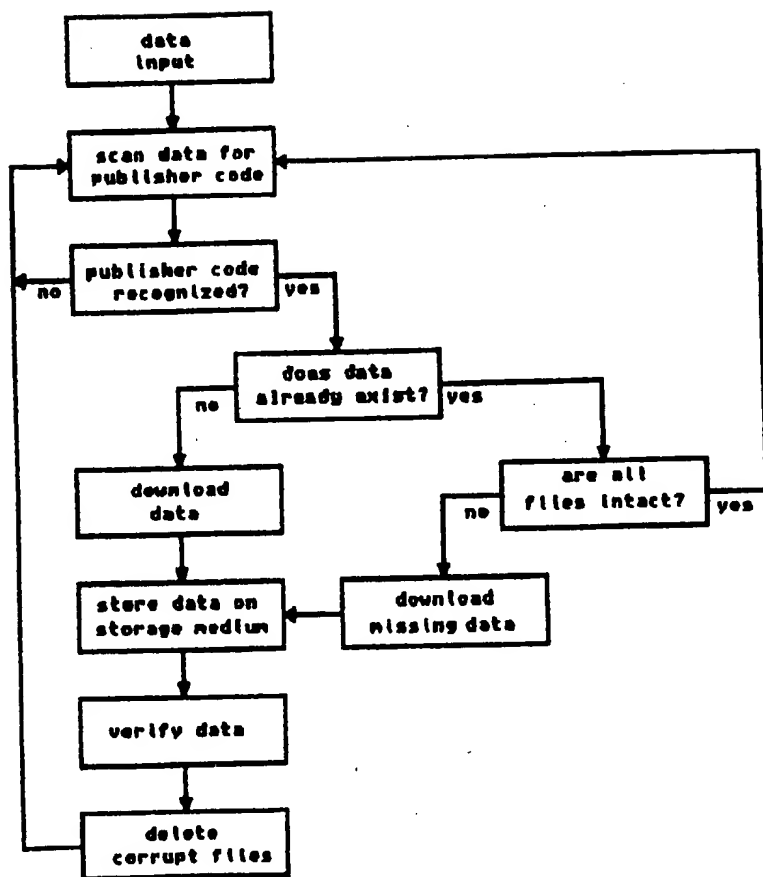 data
input
scan data for
publisher code
publisher code
recognized?
no
yes
does data
already exist?
no
yes
download
data
are all
files intact?
no
yes
store data on
storage medium
download
missing data
verify data
delete
corrupt files